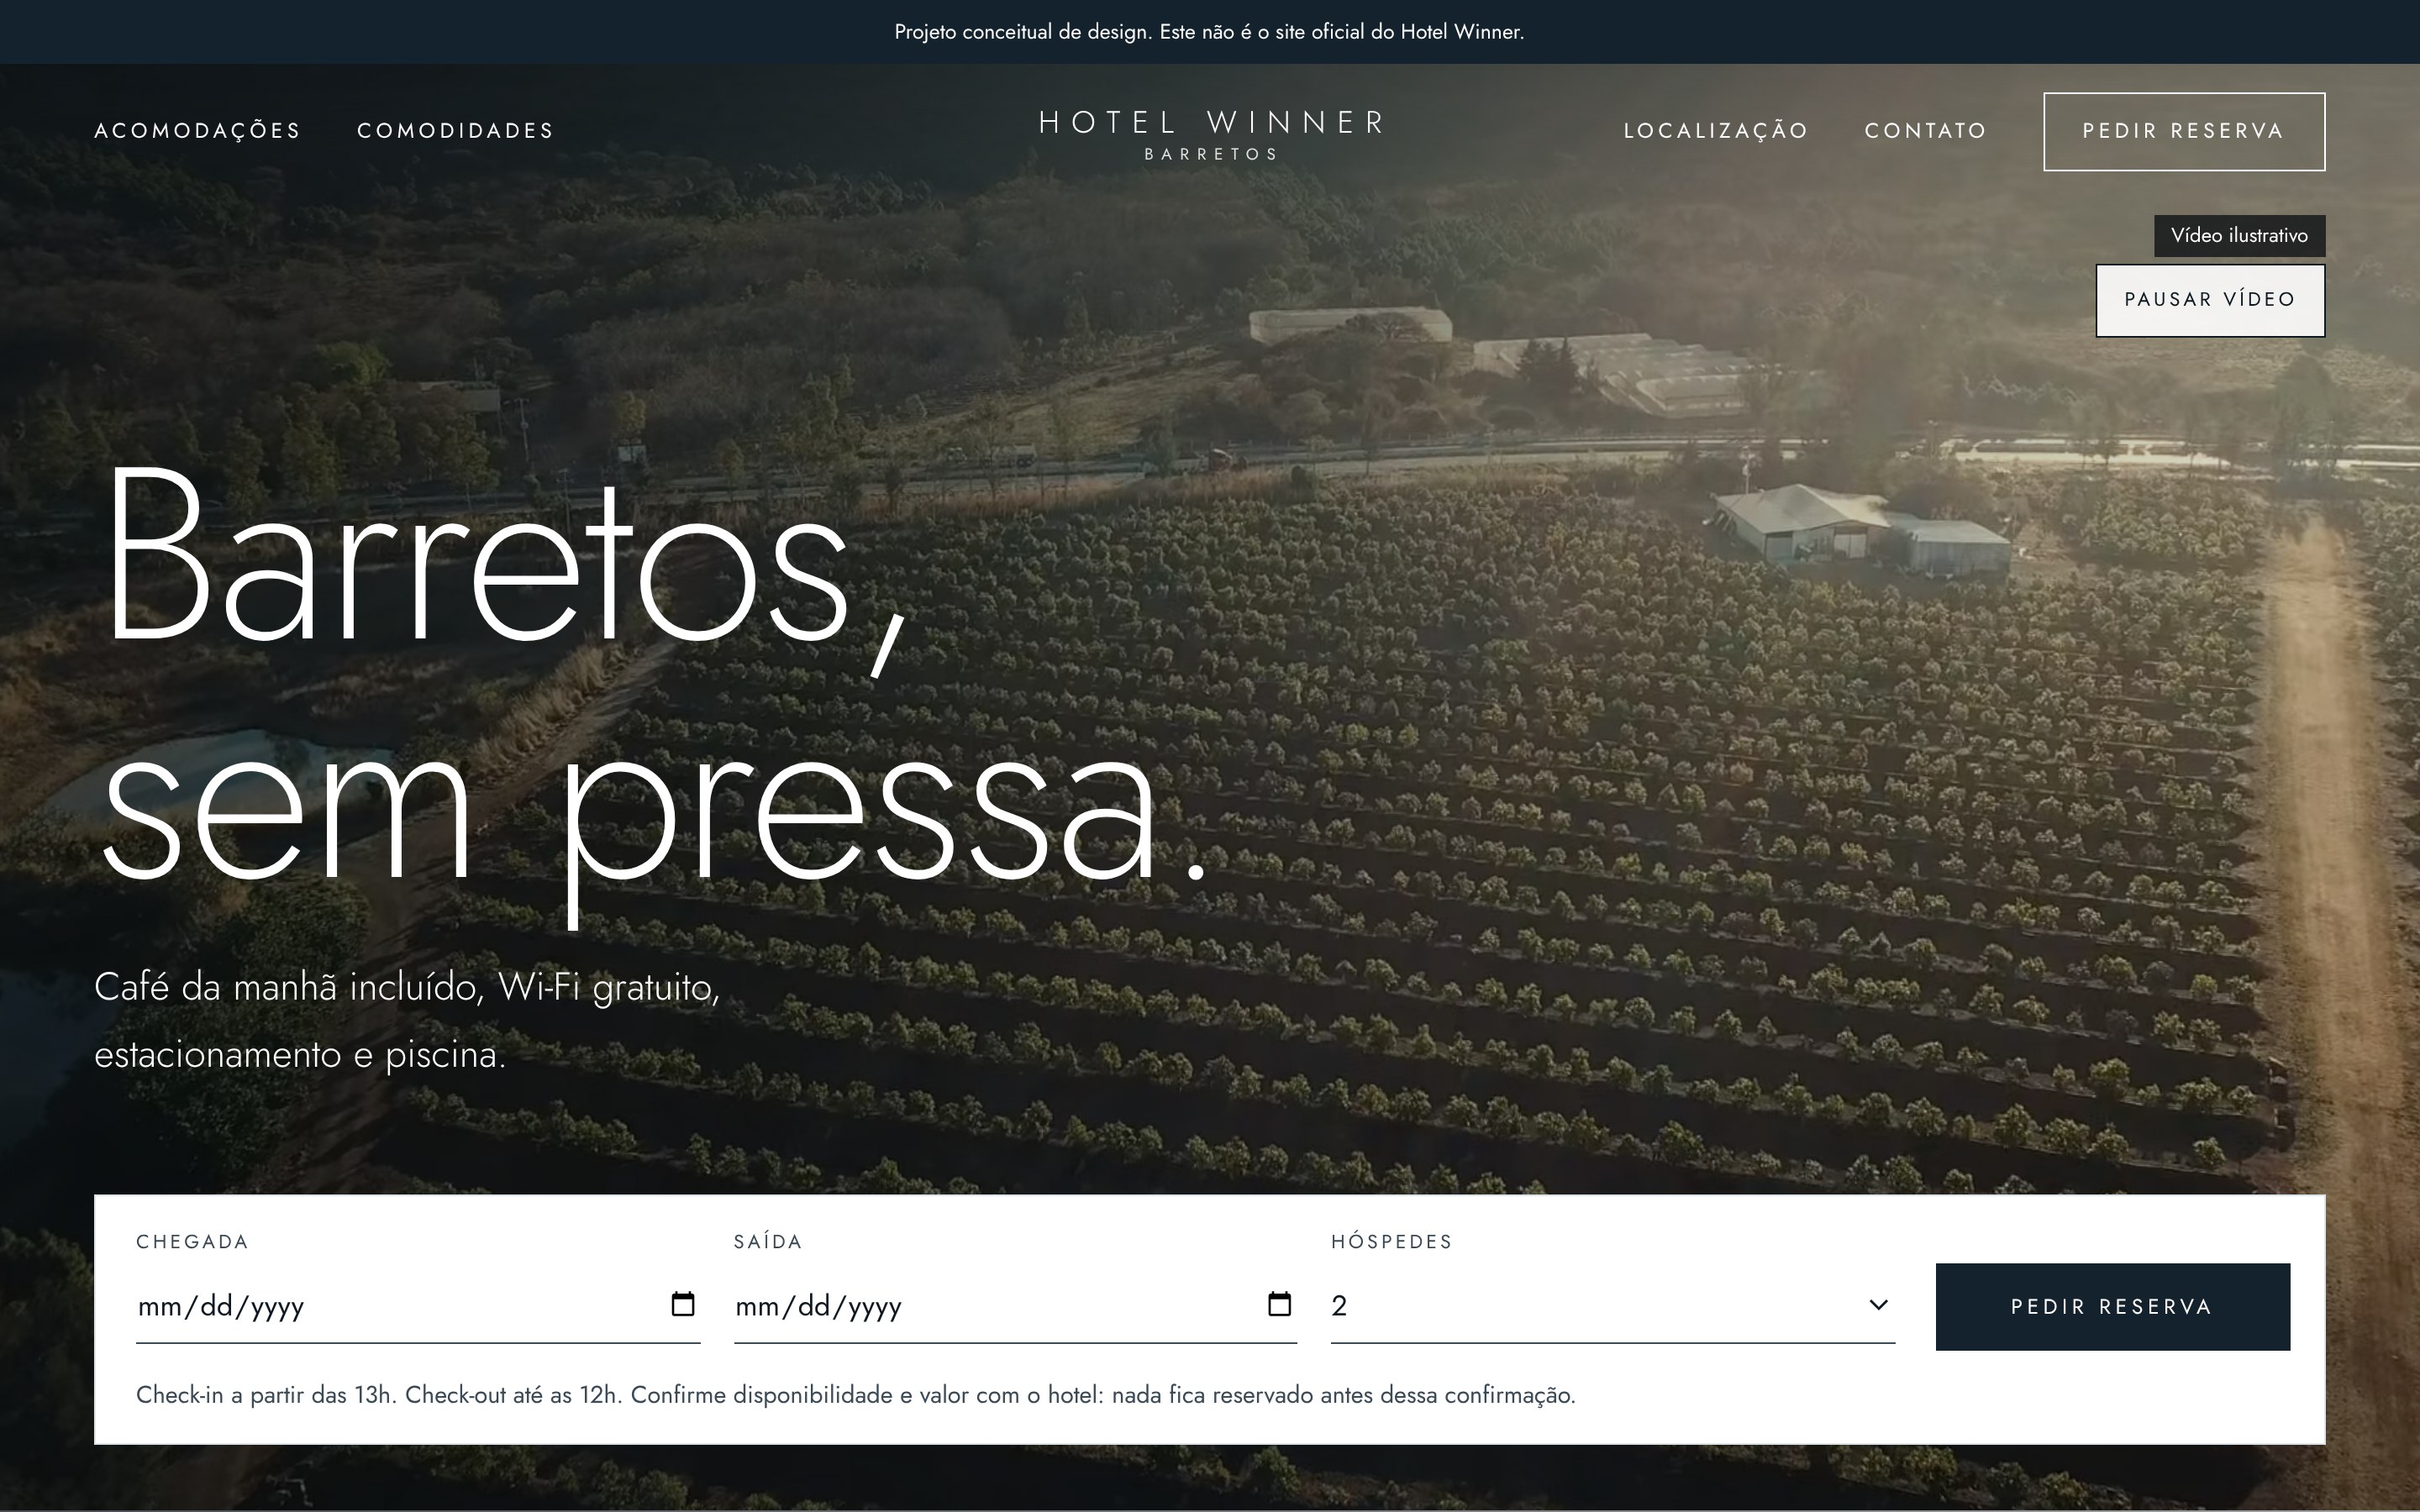 Projeto conceitual de design. Este não é o site oficial do Hotel Winner.
ACOMODAÇÕES
COMODIDADES
HOTEL WINNER
BARRETOS
LOCALIZAÇÃO
CONTATO
PEDIR RESERVA
Vídeo ilustrativo
PAUSAR VÍDEO
Barretos,
sem pressa.
Café da manhã incluído, Wi-Fi gratuito,
estacionamento e piscina.
CHEGADA
mm/dd/yyyy
SAÍDA
mm/dd/yyyy
HÓSPEDES
2
PEDIR RESERVA
Check-in a partir das 13h. Check-out até as 12h. Confirme disponibilidade e valor com o hotel: nada fica reservado antes dessa confirmação.